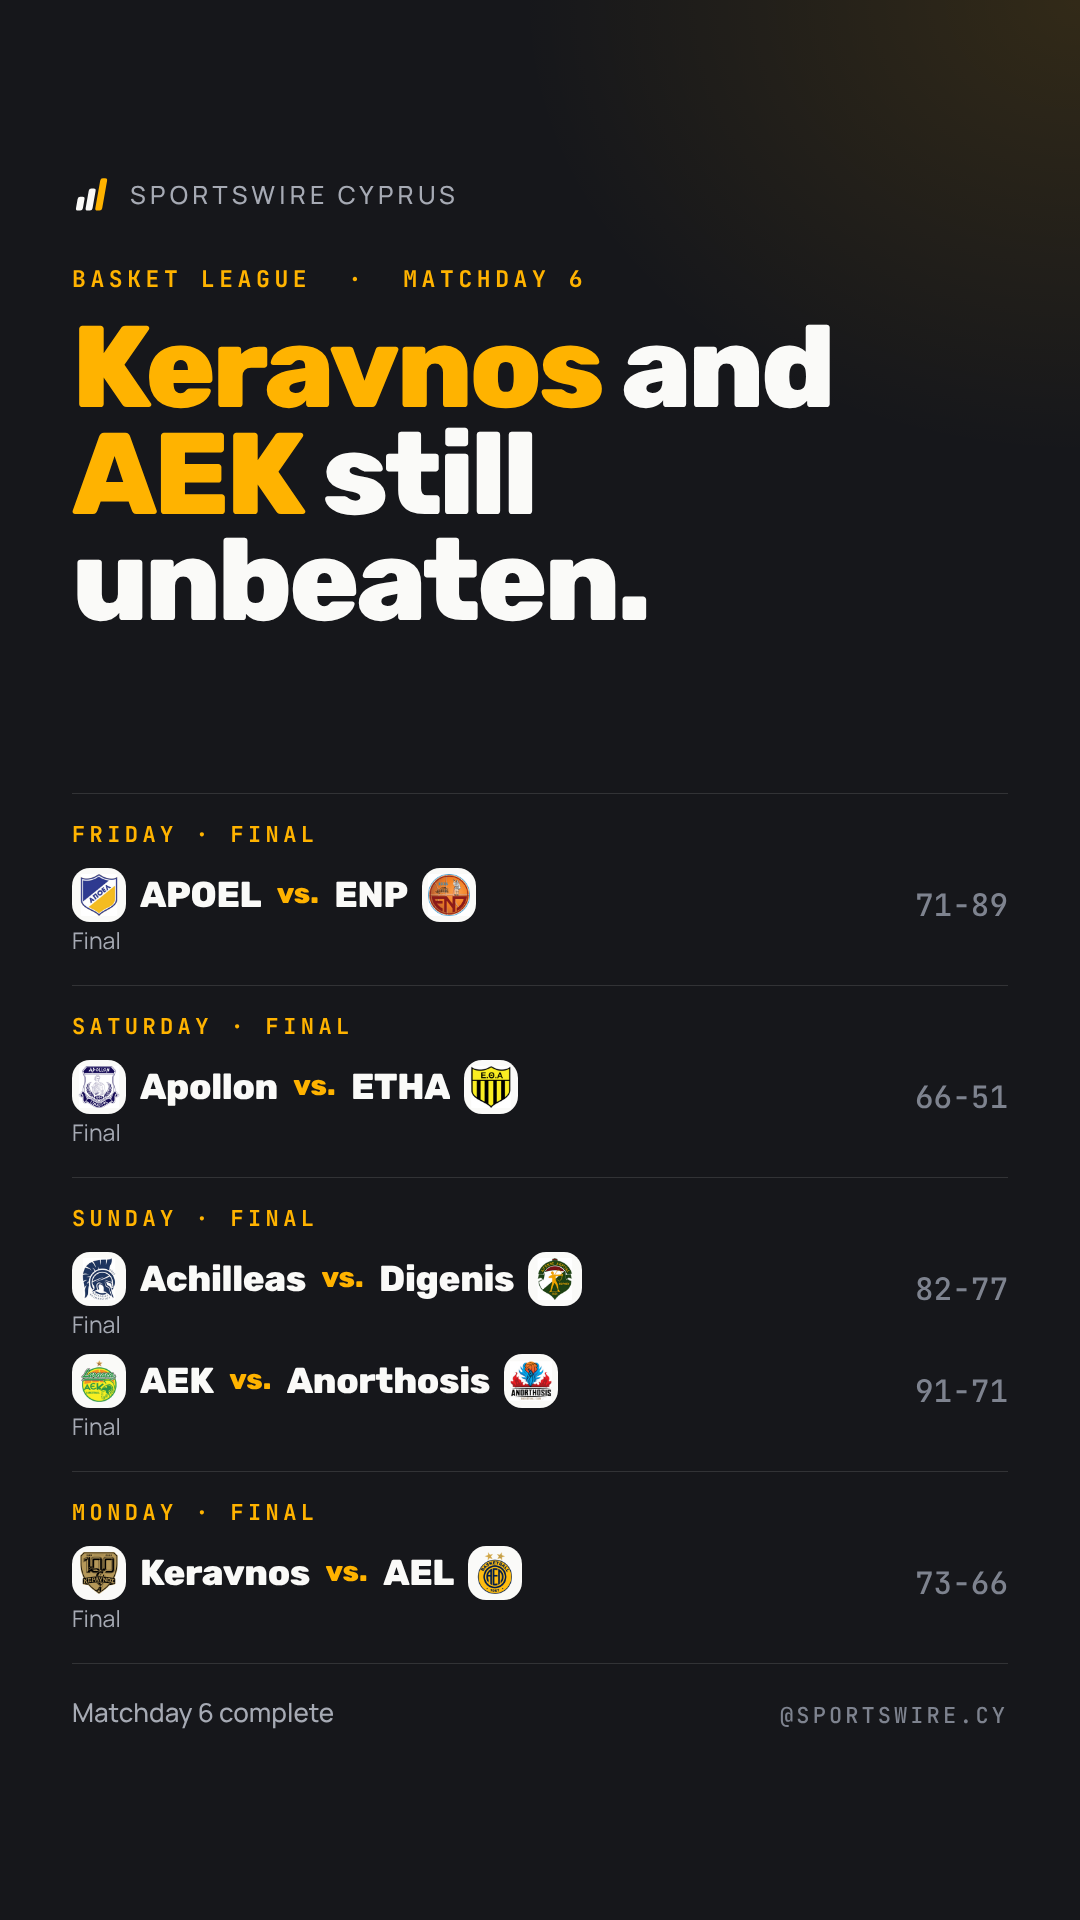 SPORTSWIRE CYPRUS
BASKET LEAGUE · MATCHDAY 6
Keravnos and
AEK still
unbeaten.
FRIDAY · FINAL
APOEL vs. ENP 71-89
Final
SATURDAY · FINAL
Apollon vs. ETHA 66-51
Final
SUNDAY · FINAL
Achilleas vs. Digenis 82-77
Final
AEK vs. Anorthosis 91-71
Final
MONDAY · FINAL
Keravnos vs. AEL 73-66
Final
Matchday 6 complete @SPORTSWIRE.CY